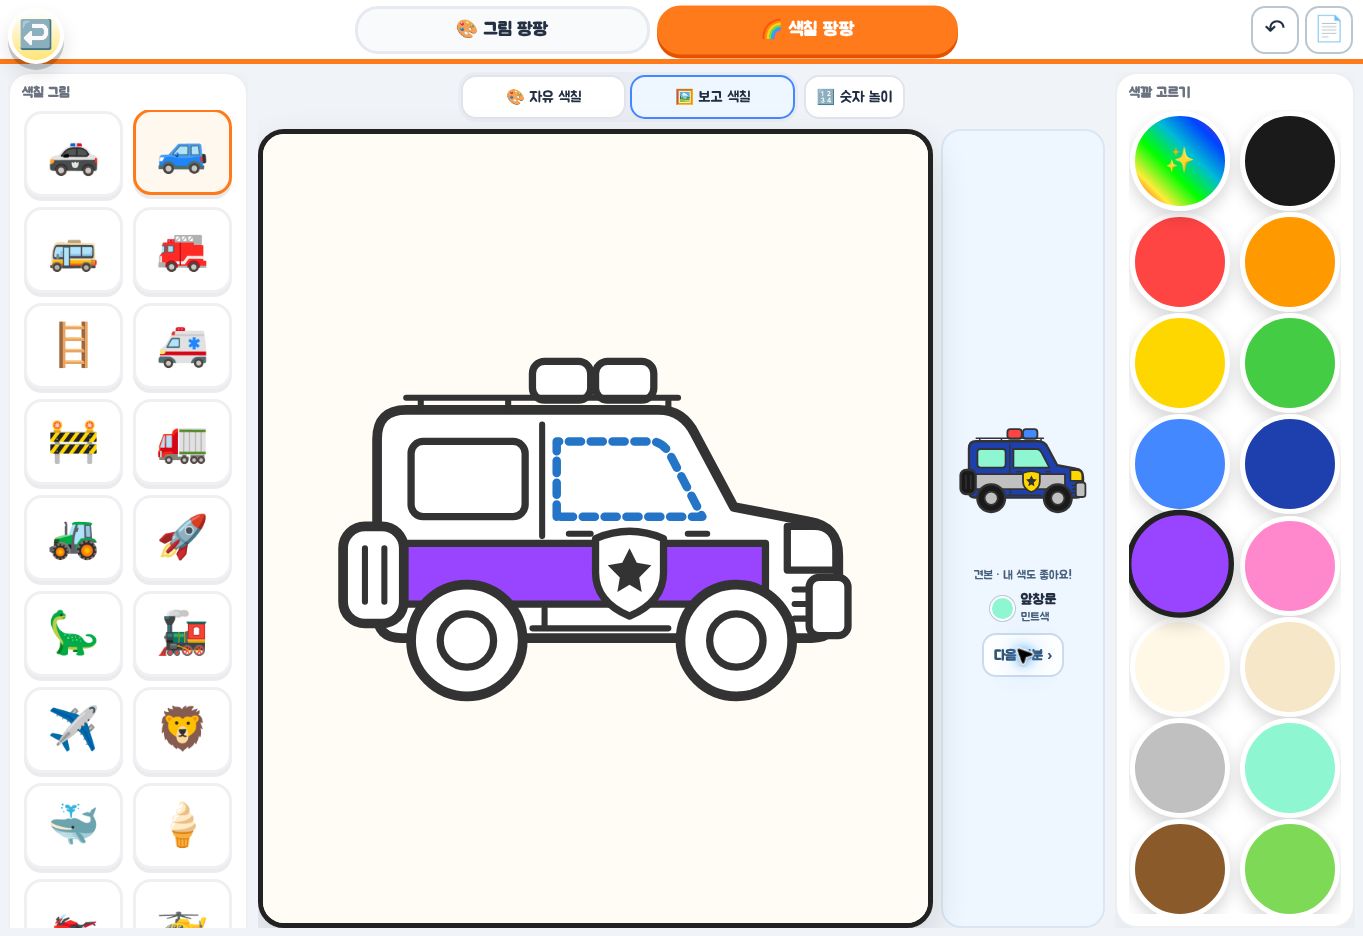 🎨 그림 팡팡
🌈 색칠 팡팡
색칠 그림
🎨 자유 색칠
🖼️ 보고 색칠
🔢 숫자 놀이
색깔 고르기
견본 · 내 색도 좋아요!
앞창문
민트색
다음 ›